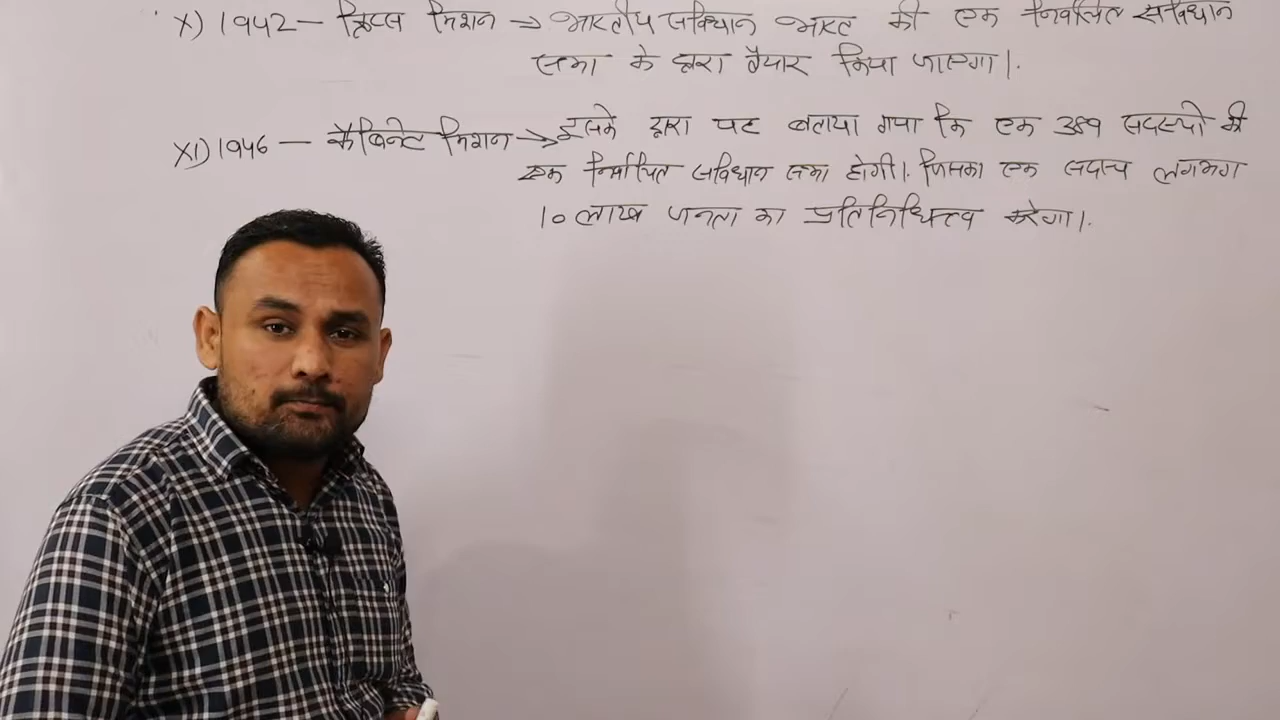 X) 1942 – क्रिप्स मिशन → भारतीय संविधान भारत की एक निर्वाचित संविधान
सभा के द्वारा तैयार किया जाएगा।.
XI) 1946 – कैबिनेट मिशन → इसके द्वारा यह बताया गया कि एक 389 सदस्यो की
एक निर्वाचित संविधान सभा होगी।. जिसका एक सदस्य लगभग
10 लाख जनता का प्रतिनिधित्त्व करेगा।.